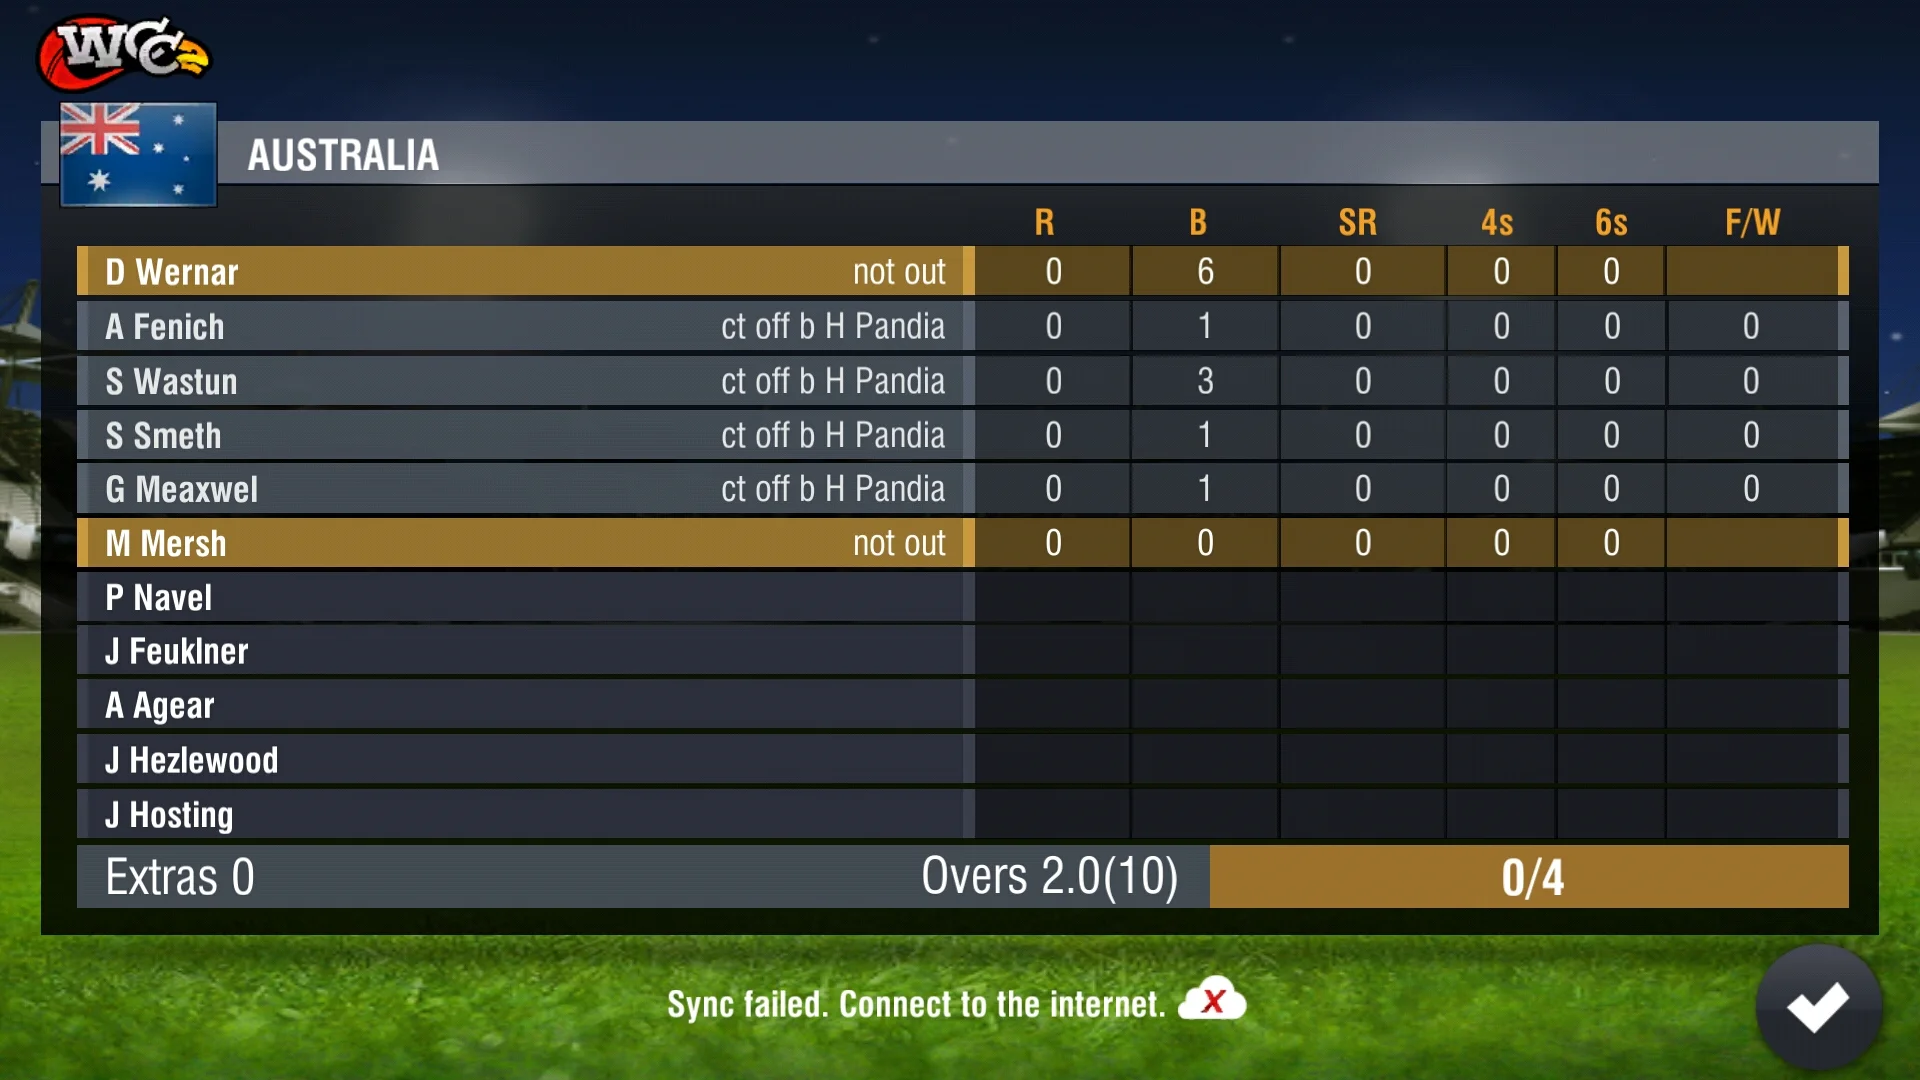 WCC2
AUSTRALIA
R B SR 4s 6s F/W
D Wernar not out 0 6 0 0 0
A Fenich ct off b H Pandia 0 1 0 0 0 0
S Wastun ct off b H Pandia 0 3 0 0 0 0
S Smeth ct off b H Pandia 0 1 0 0 0 0
G Meaxwel ct off b H Pandia 0 1 0 0 0 0
M Mersh not out 0 0 0 0 0
P Navel
J Feuklner
A Agear
J Hezlewood
J Hosting
Extras 0 Overs 2.0(10) 0/4
Sync failed. Connect to the internet. X